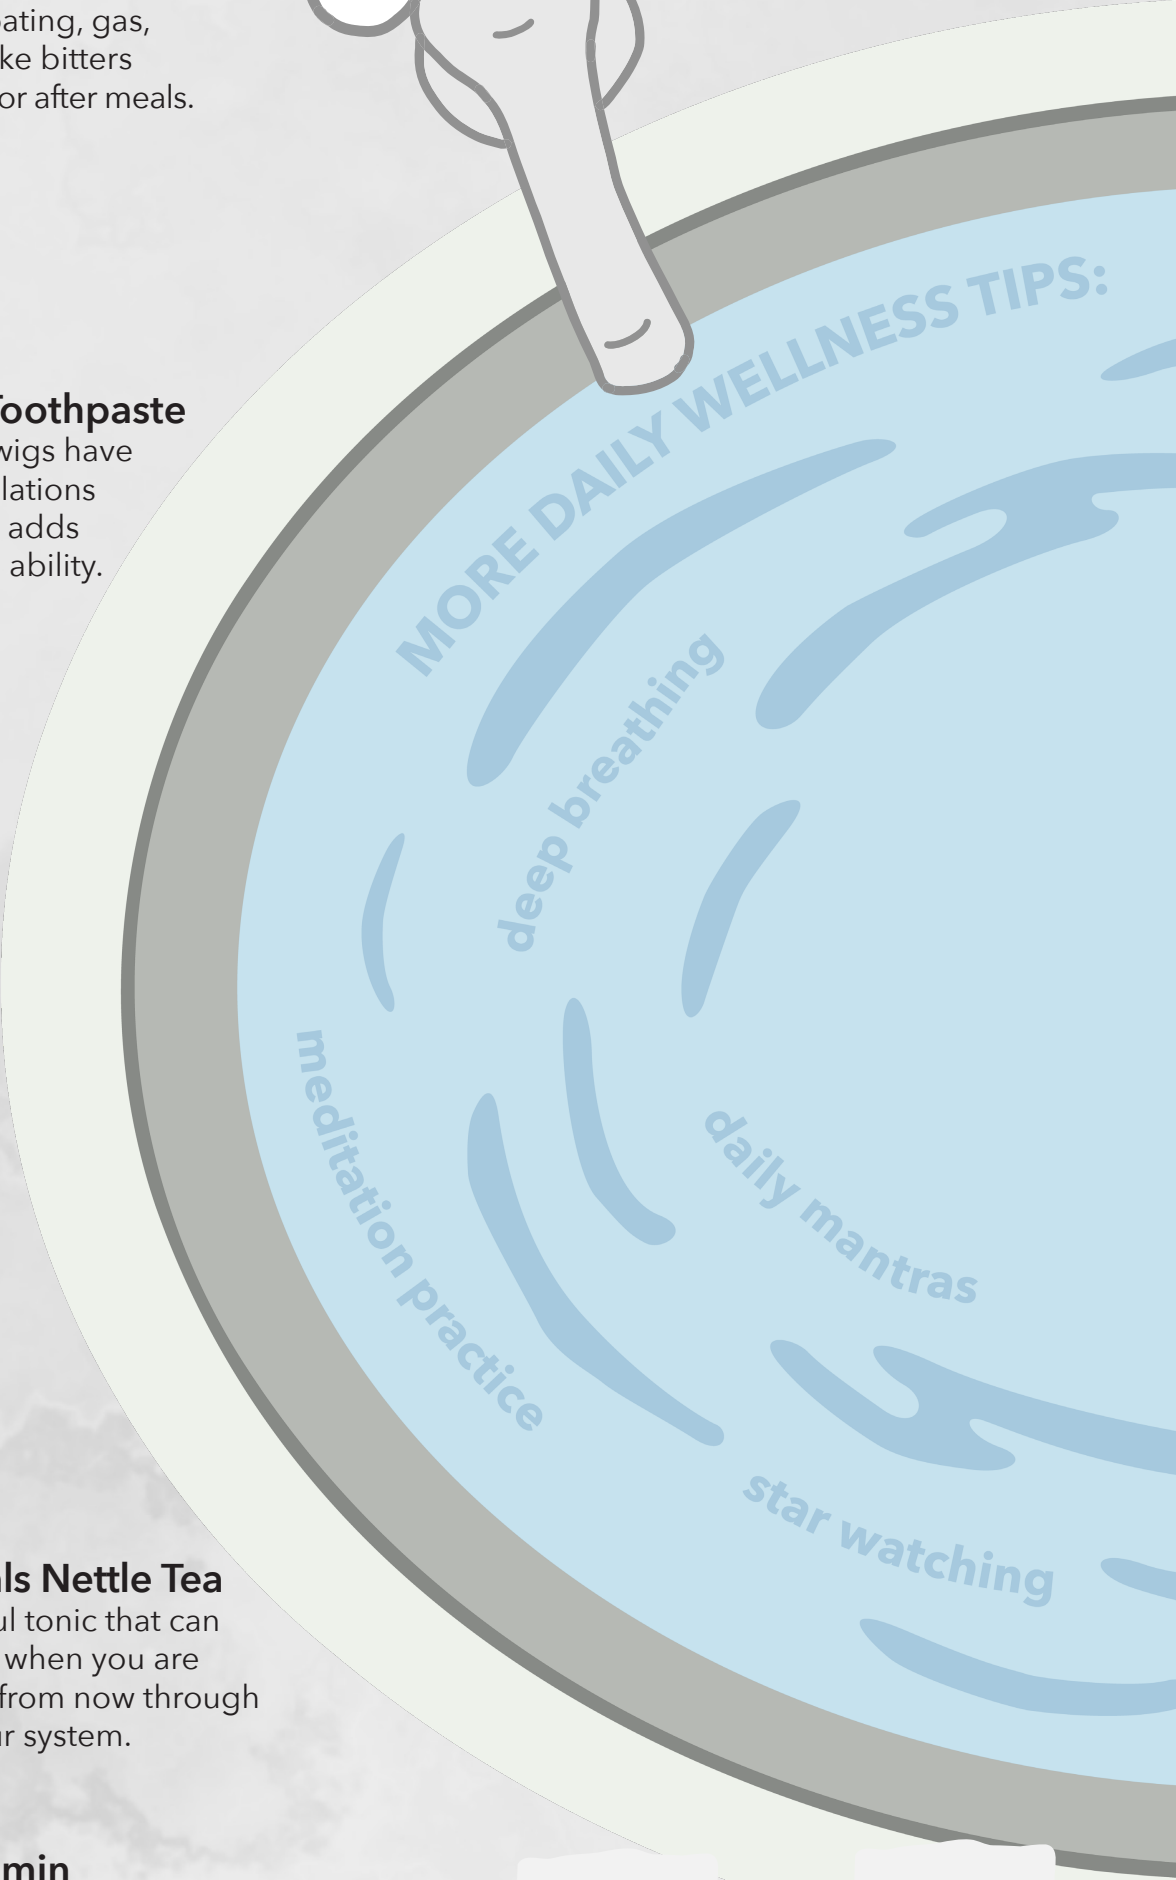 ating, gas,
ke bitters
or after meals.
Toothpaste
wigs have
lations
adds
ability.
MORE DAILY WELLNESS TIPS:
deep breathing
meditation practice
daily mantras
star watching
ls Nettle Tea
ul tonic that can
when you are
from now through
ur system.
min